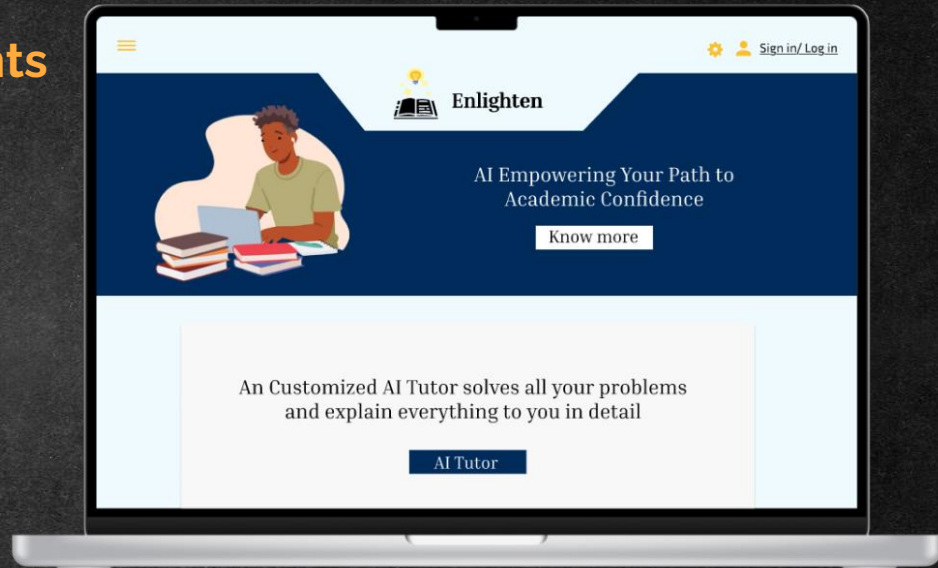 nts
Sign in/ Log in
Enlighten
AI Empowering Your Path to
Academic Confidence
Know more
An Customized AI Tutor solves all your problems
and explain everything to you in detail
AI Tutor